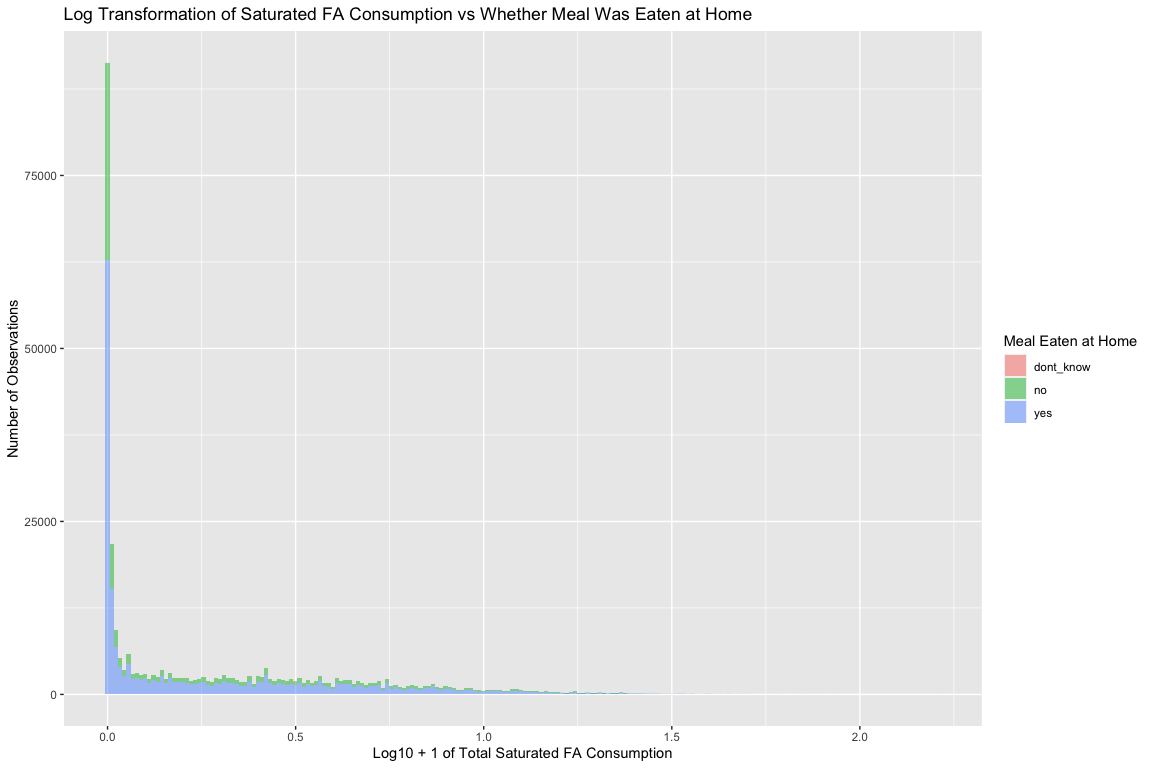 Log Transformation of Saturated FA Consumption vs Whether Meal Was Eaten at Home
75000
50000
25000
0
Number of Observations
0.0
0.5
1.0
1.5
2.0
Log10 + 1 of Total Saturated FA Consumption
Meal Eaten at Home
dont_know
no
yes